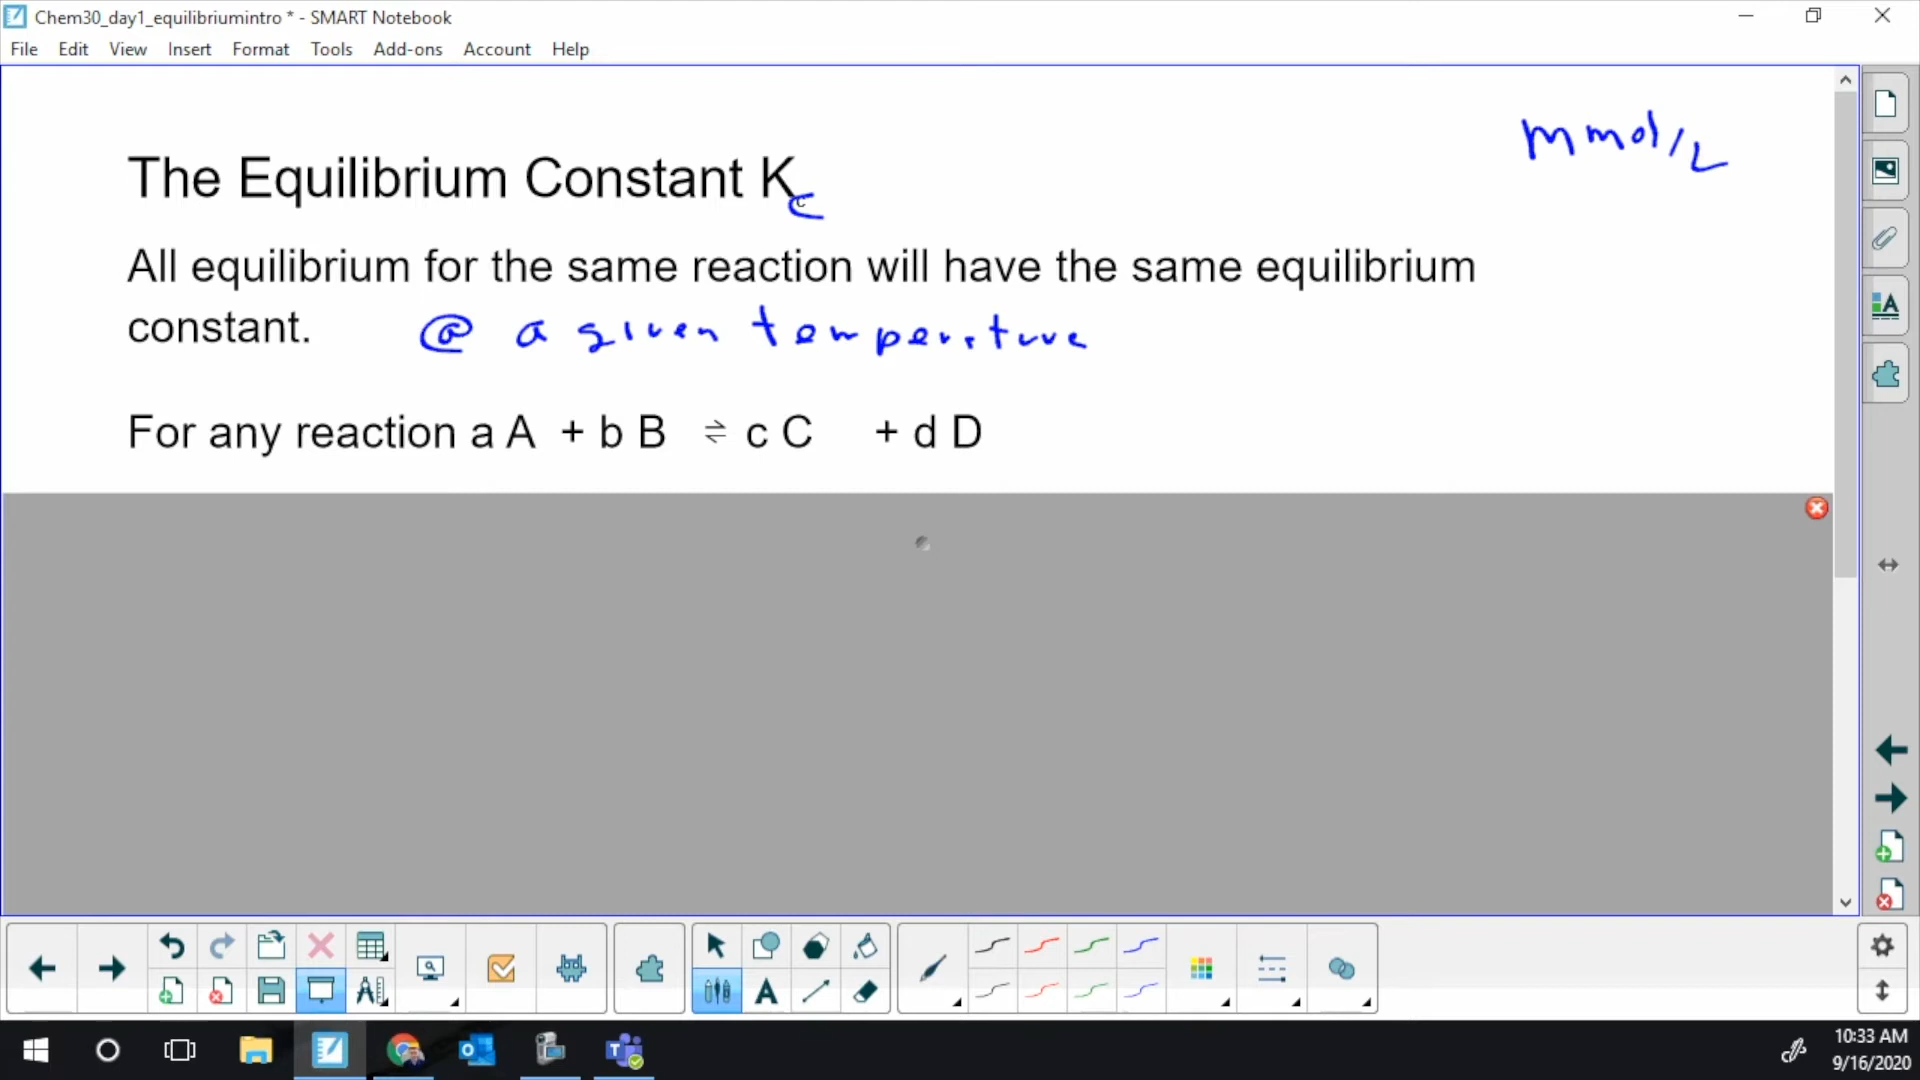 Chem30_day1_equilibriumintro * - SMART Notebook
File Edit View Insert Format Tools Add-ons Account Help
mmol/L
The Equilibrium Constant Kc
All equilibrium for the same reaction will have the same equilibrium
constant. @ a given temperature
For any reaction a A + b B ⇌ c C + d D
10:33 AM
9/16/2020